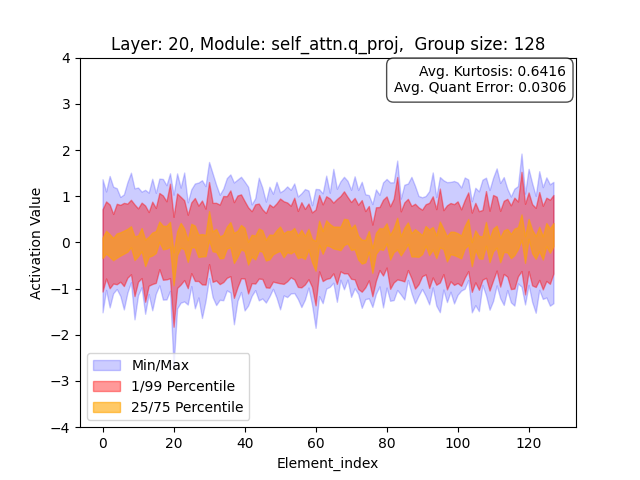 Layer: 20, Module: self_attn.q_proj,  Group size: 128
Avg. Kurtosis: 0.6416
Avg. Quant Error: 0.0306
Activation Value
4
3
2
1
0
−1
−2
−3
−4
Min/Max
1/99 Percentile
25/75 Percentile
0 20 40 60 80 100 120
Element_index